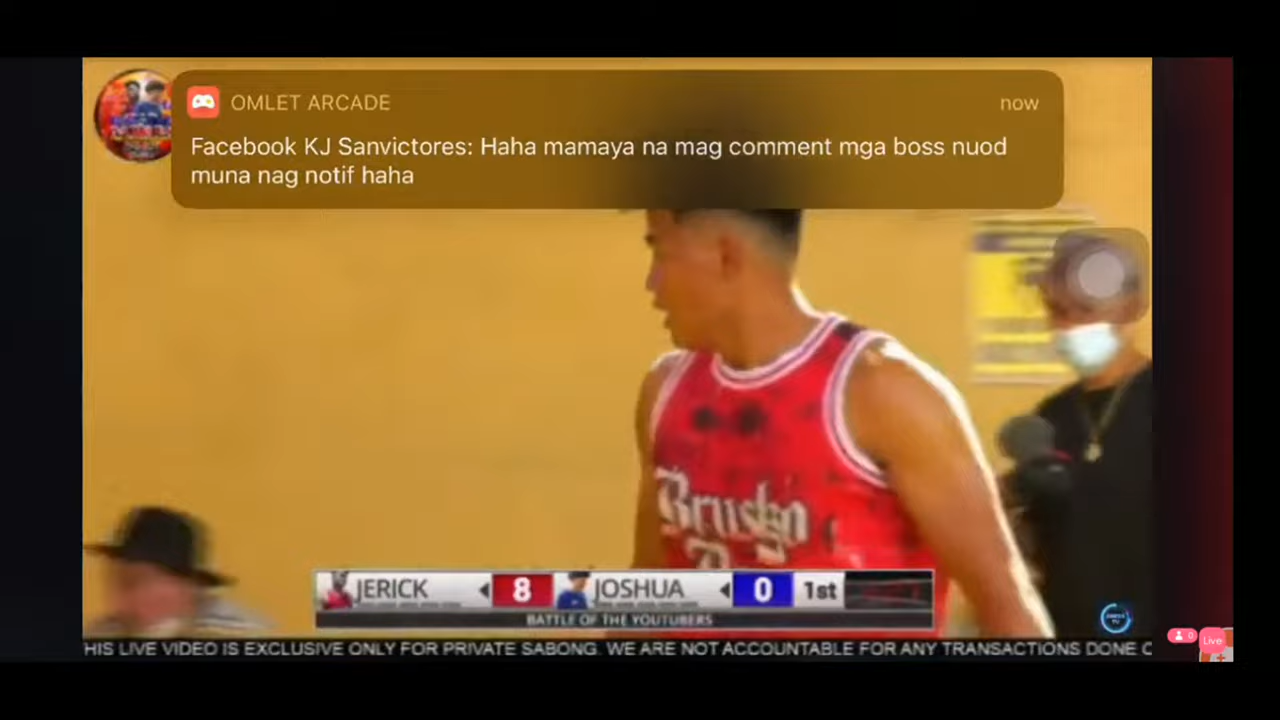 OMLET ARCADE
now
Facebook KJ Sanvictores: Haha mamaya na mag comment mga boss nuod
muna nag notif haha
Brusko
JERICK
8
JOSHUA
0
1st
BATTLE OF THE YOUTUBERS
0
Live
HIS LIVE VIDEO IS EXCLUSIVE ONLY FOR PRIVATE SABONG. WE ARE NOT ACCOUNTABLE FOR ANY TRANSACTIONS DONE